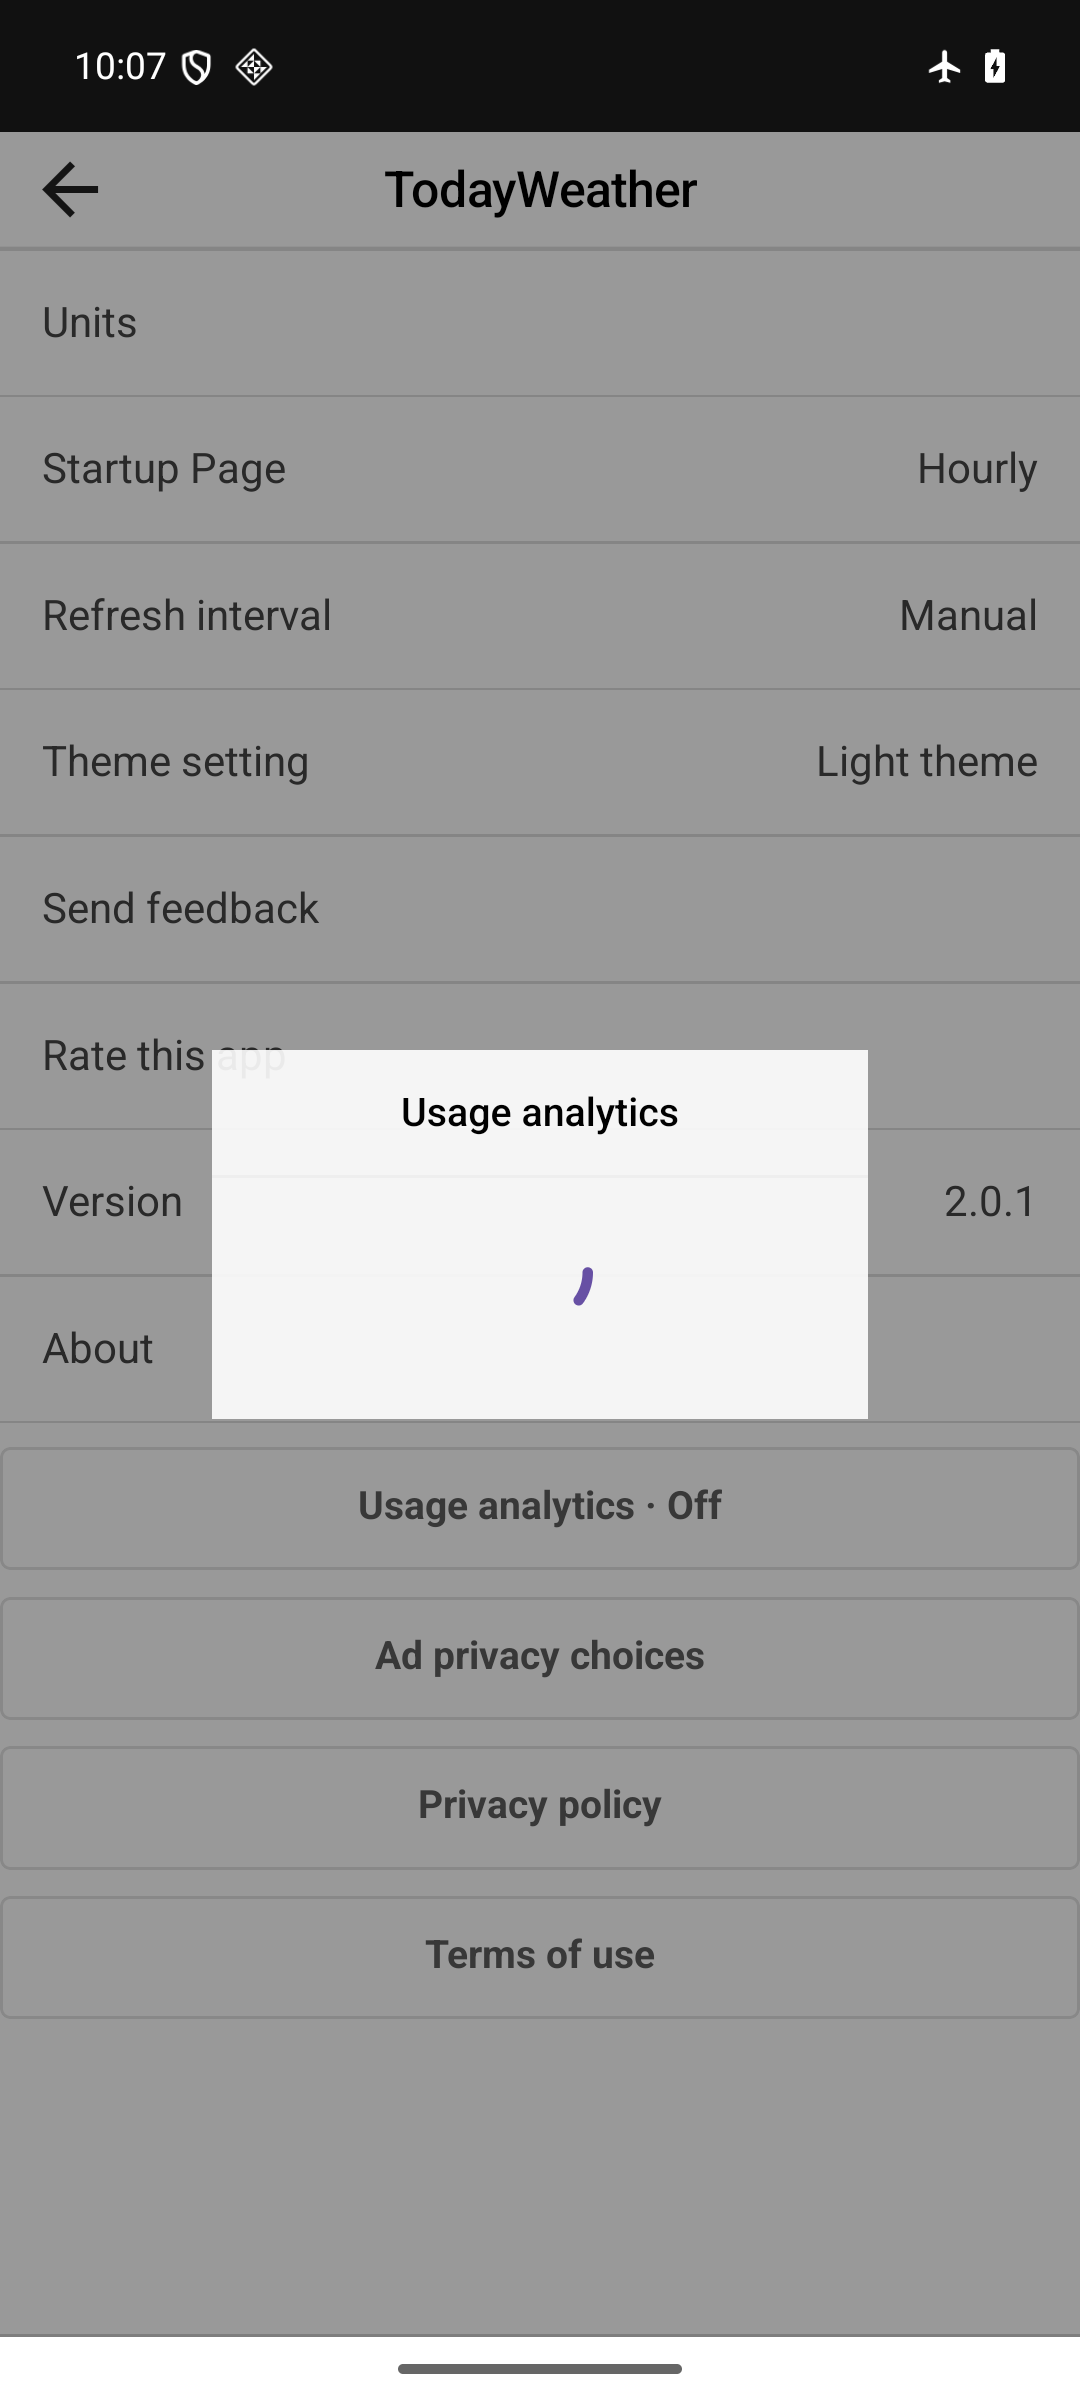 10:07
TodayWeather
Units
Startup Page Hourly
Refresh interval Manual
Theme setting Light theme
Send feedback
Rate this app
Usage analytics
Version 2.0.1
About
Usage analytics · Off
Ad privacy choices
Privacy policy
Terms of use